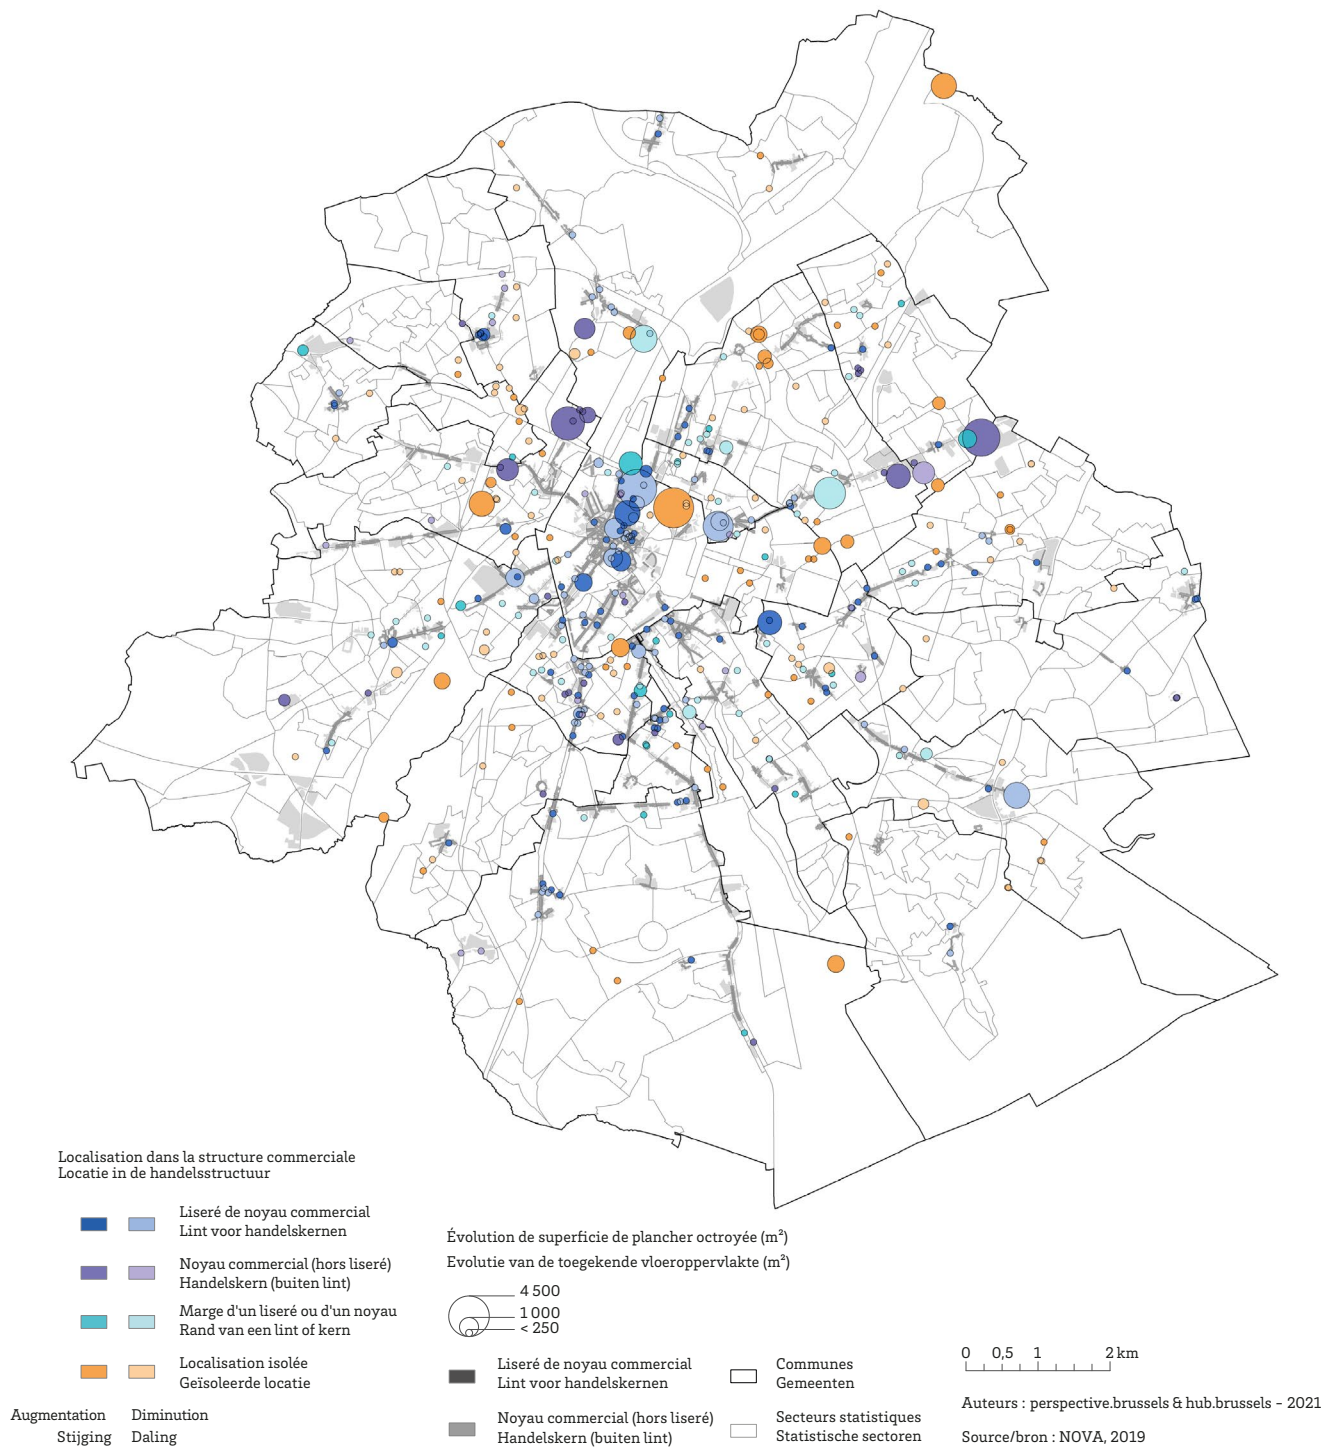 Localisation dans la structure commerciale
Locatie in de handelsstructuur
Liseré de noyau commercial
Lint voor handelskernen
Noyau commercial (hors liseré)
Handelskern (buiten lint)
Marge d'un liseré ou d'un noyau
Rand van een lint of kern
Localisation isolée
Geïsoleerde locatie
Augmentation Diminution
Stijging Daling
Évolution de superficie de plancher octroyée (m²)
Evolutie van de toegekende vloeroppervlakte (m²)
4 500
1 000
< 250
Liseré de noyau commercial
Lint voor handelskernen
Noyau commercial (hors liseré)
Handelskern (buiten lint)
Communes
Gemeenten
Secteurs statistiques
Statistische sectoren
0 0,5 1 2 km
Auteurs : perspective.brussels & hub.brussels - 2021
Source/bron : NOVA, 2019